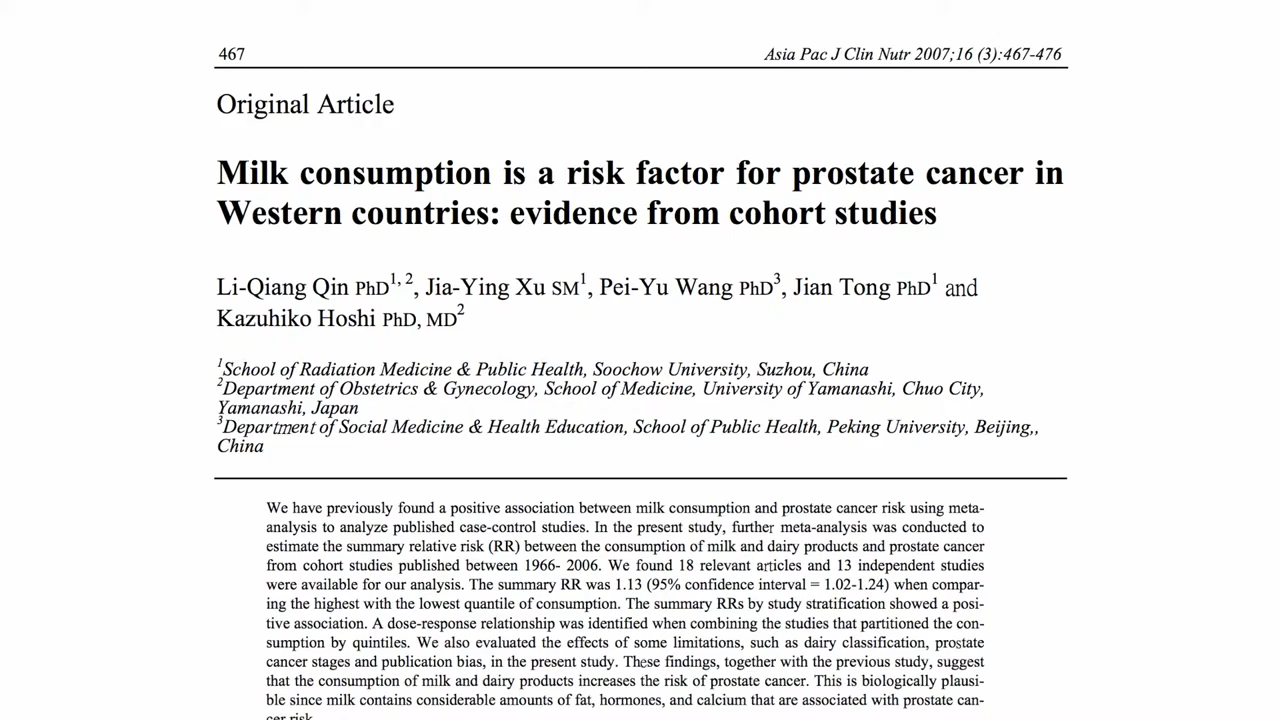 467 Asia Pac J Clin Nutr 2007;16 (3):467-476
Original Article
Milk consumption is a risk factor for prostate cancer in
Western countries: evidence from cohort studies
Li-Qiang Qin PhD1, 2, Jia-Ying Xu SM1, Pei-Yu Wang PhD3, Jian Tong PhD1 and
Kazuhiko Hoshi PhD, MD2
1School of Radiation Medicine & Public Health, Soochow University, Suzhou, China
2Department of Obstetrics & Gynecology, School of Medicine, University of Yamanashi, Chuo City,
Yamanashi, Japan
3Department of Social Medicine & Health Education, School of Public Health, Peking University, Beijing,,
China
We have previously found a positive association between milk consumption and prostate cancer risk using meta-
analysis to analyze published case-control studies. In the present study, further meta-analysis was conducted to
estimate the summary relative risk (RR) between the consumption of milk and dairy products and prostate cancer
from cohort studies published between 1966- 2006. We found 18 relevant articles and 13 independent studies
were available for our analysis. The summary RR was 1.13 (95% confidence interval = 1.02-1.24) when compar-
ing the highest with the lowest quantile of consumption. The summary RRs by study stratification showed a posi-
tive association. A dose-response relationship was identified when combining the studies that partitioned the con-
sumption by quintiles. We also evaluated the effects of some limitations, such as dairy classification, prostate
cancer stages and publication bias, in the present study. These findings, together with the previous study, suggest
that the consumption of milk and dairy products increases the risk of prostate cancer. This is biologically plausi-
ble since milk contains considerable amounts of fat, hormones, and calcium that are associated with prostate can-
cer risk.